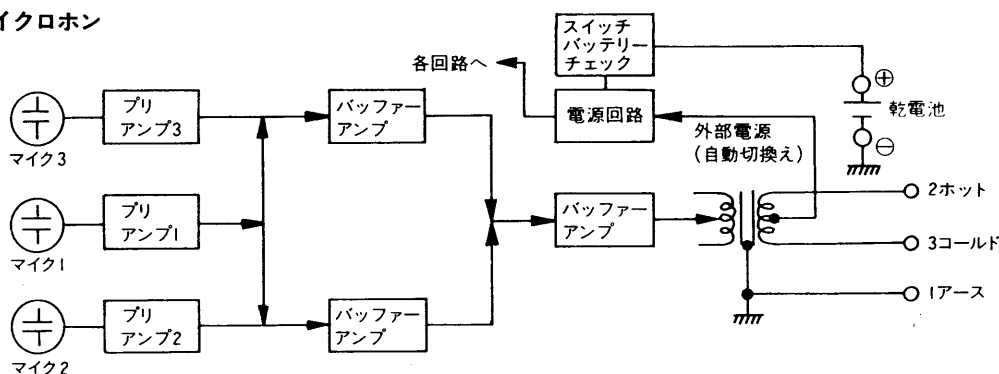 イクロホン
スイッチ
バッテリー
チェック
各回路へ
電源回路
外部電源
(自動切換え)
⊕
乾電池
⊖
マイク3
プリ
アンプ3
バッファー
アンプ
マイク1
プリ
アンプ1
バッファー
アンプ
2ホット
3コールド
1アース
マイク2
プリ
アンプ2
バッファー
アンプ